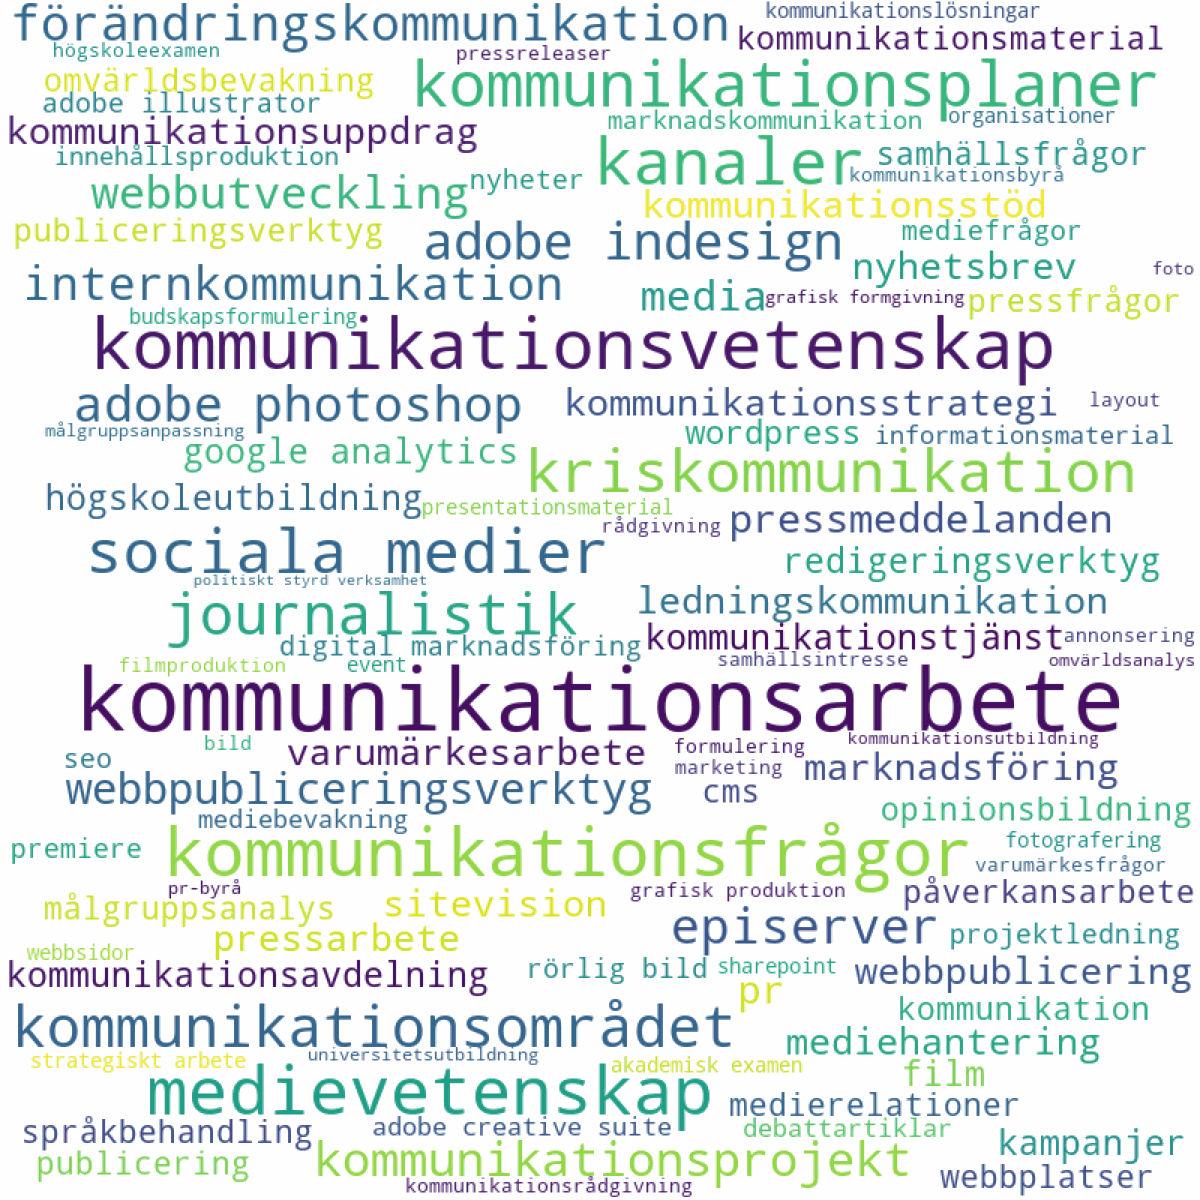 förändringskommunikation
kommunikationslösningar
kommunikationsmaterial
högskoleexamen
pressreleaser
omvärldsbevakning
kommunikationsplaner
adobe illustrator
kommunikationsuppdrag
marknadskommunikation
organisationer
innehållsproduktion
kanaler
samhällsfrågor
webbutveckling
nyheter
kommunikationsbyrå
kommunikationsstöd
publiceringsverktyg
adobe indesign
mediefrågor
internkommunikation
nyhetsbrev
foto
media
grafisk formgivning
pressfrågor
budskapsformulering
kommunikationsvetenskap
adobe photoshop
kommunikationsstrategi
layout
målgruppsanpassning
google analytics
wordpress
informationsmaterial
kriskommunikation
högskoleutbildning
presentationsmaterial
rådgivning
pressmeddelanden
sociala medier
redigeringsverktyg
politiskt styrd verksamhet
journalistik
ledningskommunikation
digital marknadsföring
kommunikationstjänst
annonsering
filmproduktion
event
samhällsintresse
omvärldsanalys
kommunikationsarbete
bild
seo
varumärkesarbete
formulering
kommunikationsutbildning
marketing
marknadsföring
webbpubliceringsverktyg
cms
mediebevakning
opinionsbildning
premiere
kommunikationsfrågor
fotografering
varumärkesfrågor
pr-byrå
grafisk produktion
påverkansarbete
målgruppsanalys
sitevision
pressarbete
episerver
projektledning
webbsidor
kommunikationsavdelning
rörlig bild
sharepoint
webbpublicering
pr
kommunikation
kommunikationsområdet
mediehantering
strategiskt arbete
universitetsutbildning
akademisk examen
film
medievetenskap
medierelationer
språkbehandling
adobe creative suite
debattartiklar
kampanjer
publicering
kommunikationsprojekt
webbplatser
kommunikationsrådgivning